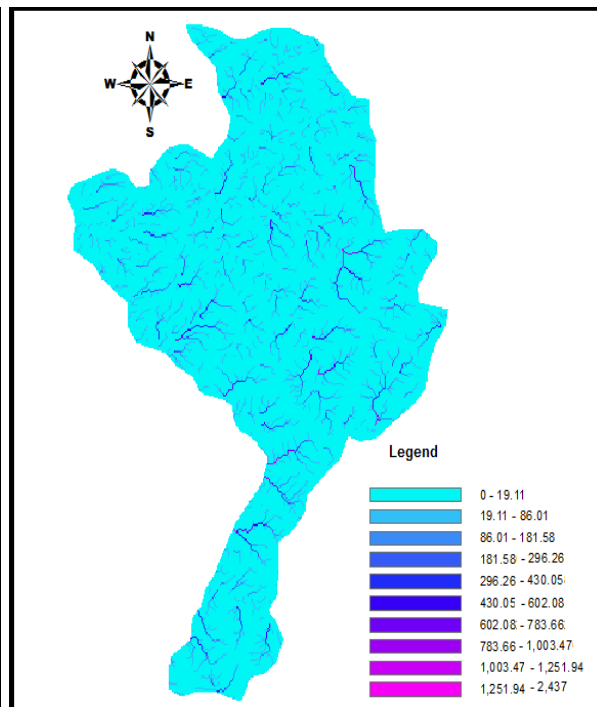 N
W E
S
Legend
0 - 19.11
19.11 - 86.01
86.01 - 181.58
181.58 - 296.26
296.26 - 430.05
430.05 - 602.08
602.08 - 783.66
783.66 - 1,003.47
1,003.47 - 1,251.94
1,251.94 - 2,437